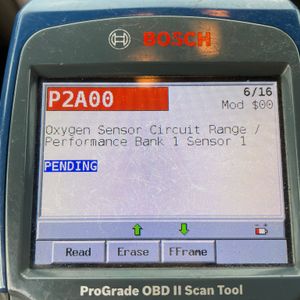 BOSCH
P2A00
6/16
Mod $00
Oxygen Sensor Circuit Range /
Performance Bank 1 Sensor 1
PENDING
Read Erase FFrame
ProGrade OBD II Scan Tool